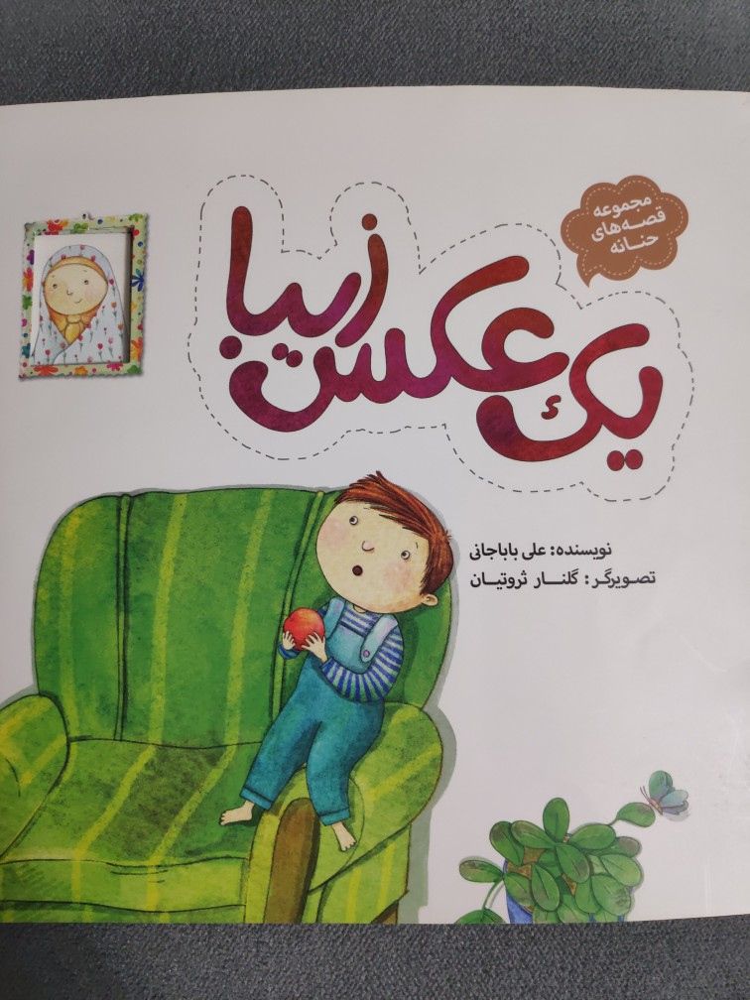 مجموعه
قصه‌های
حنانه
یک عکس زیبا
نویسنده: علی باباجانی
تصویرگر: گلنار ثروتیان